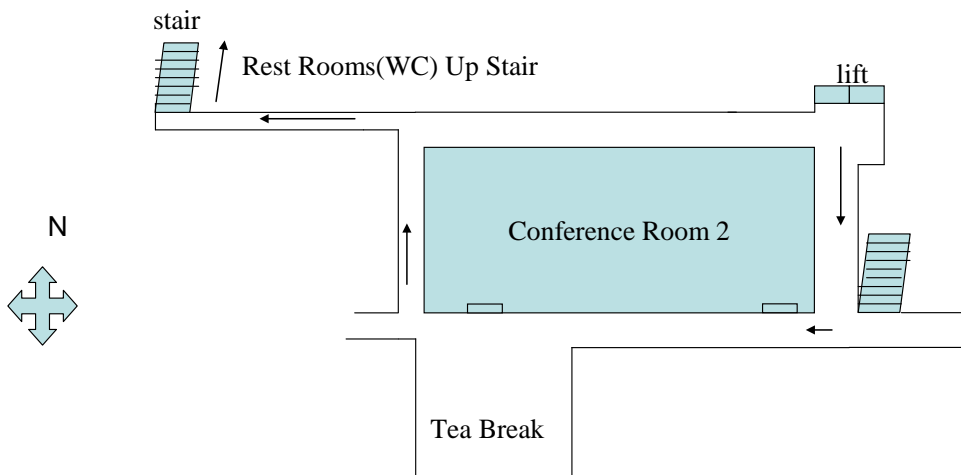 stair
Rest Rooms(WC) Up Stair
lift
N
Conference Room 2
Tea Break